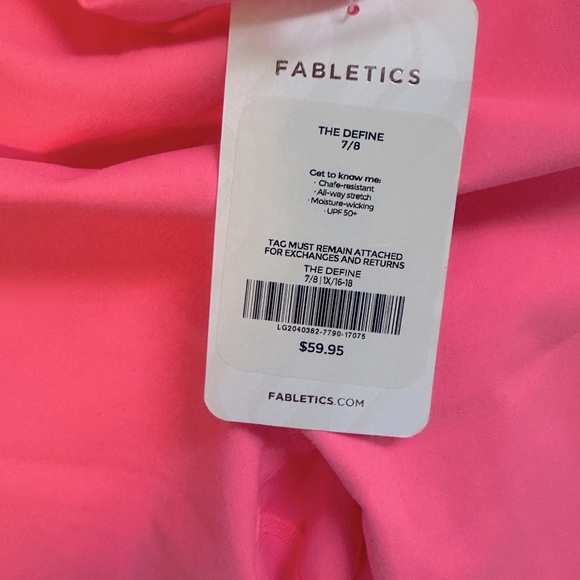 FABLETICS
THE DEFINE
7/8
Get to know me:
· Chafe-resistant
· All-way stretch
· Moisture-wicking
· UPF 50+
TAG MUST REMAIN ATTACHED
FOR EXCHANGES AND RETURNS
THE DEFINE
7/8 | 1X/16-18
LG2040382-7790-17075
$59.95
FABLETICS.COM